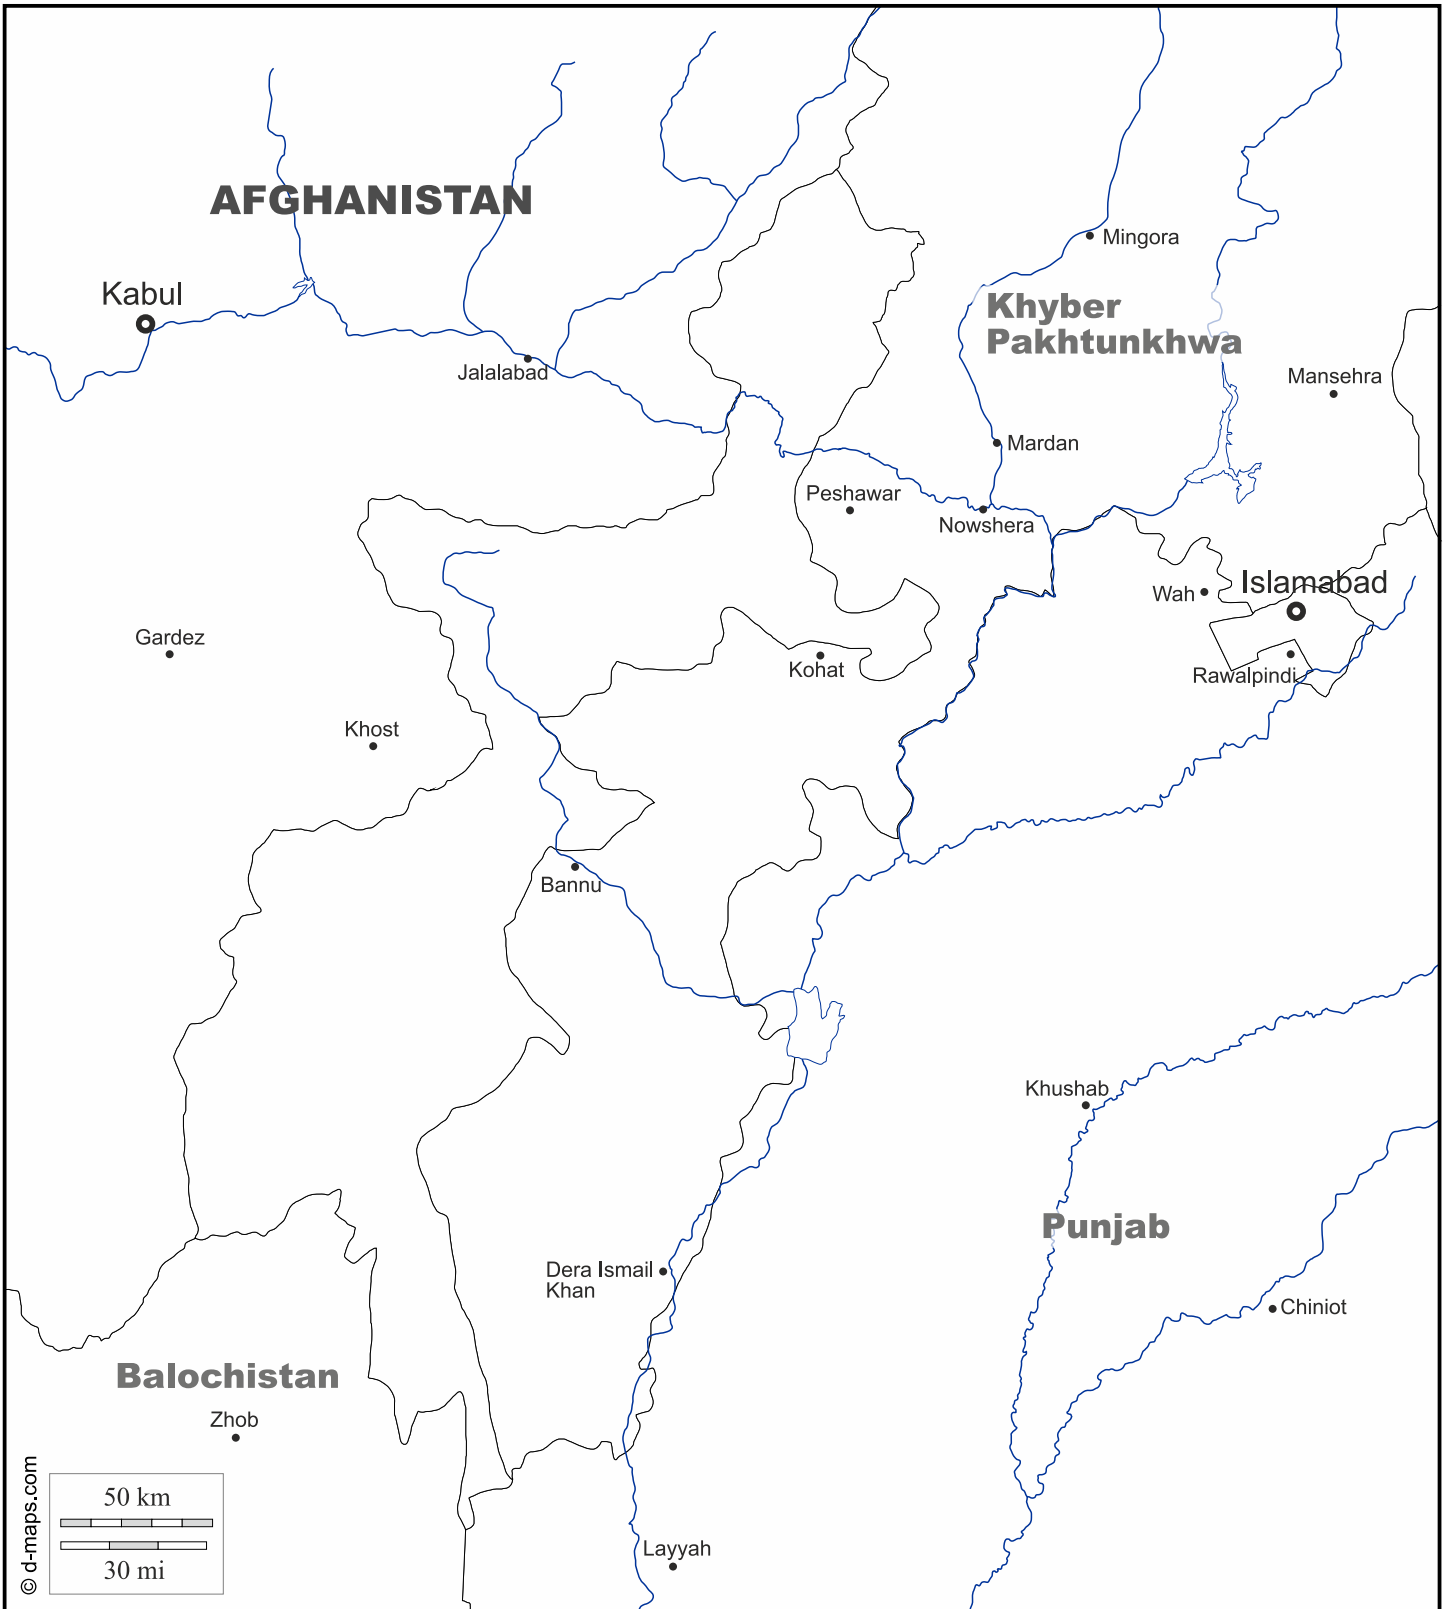 AFGHANISTAN
Mingora
Kabul
Khyber
Pakhtunkhwa
Jalalabad
Mansehra
Mardan
Peshawar
Nowshera
Islamabad
Wah
Gardez
Kohat
Rawalpindi
Khost
Bannu
Khushab
Punjab
Dera Ismail
Khan
Chiniot
Balochistan
Zhob
50 km
30 mi
© d-maps.com
Layyah